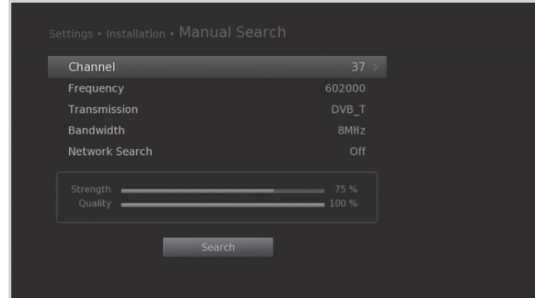 Settings • Installation • Manual Search
Channel 37 >
Frequency 602000
Transmission DVB_T
Bandwidth 8MHz
Network Search Off
Strength 75 %
Quality 100 %
Search